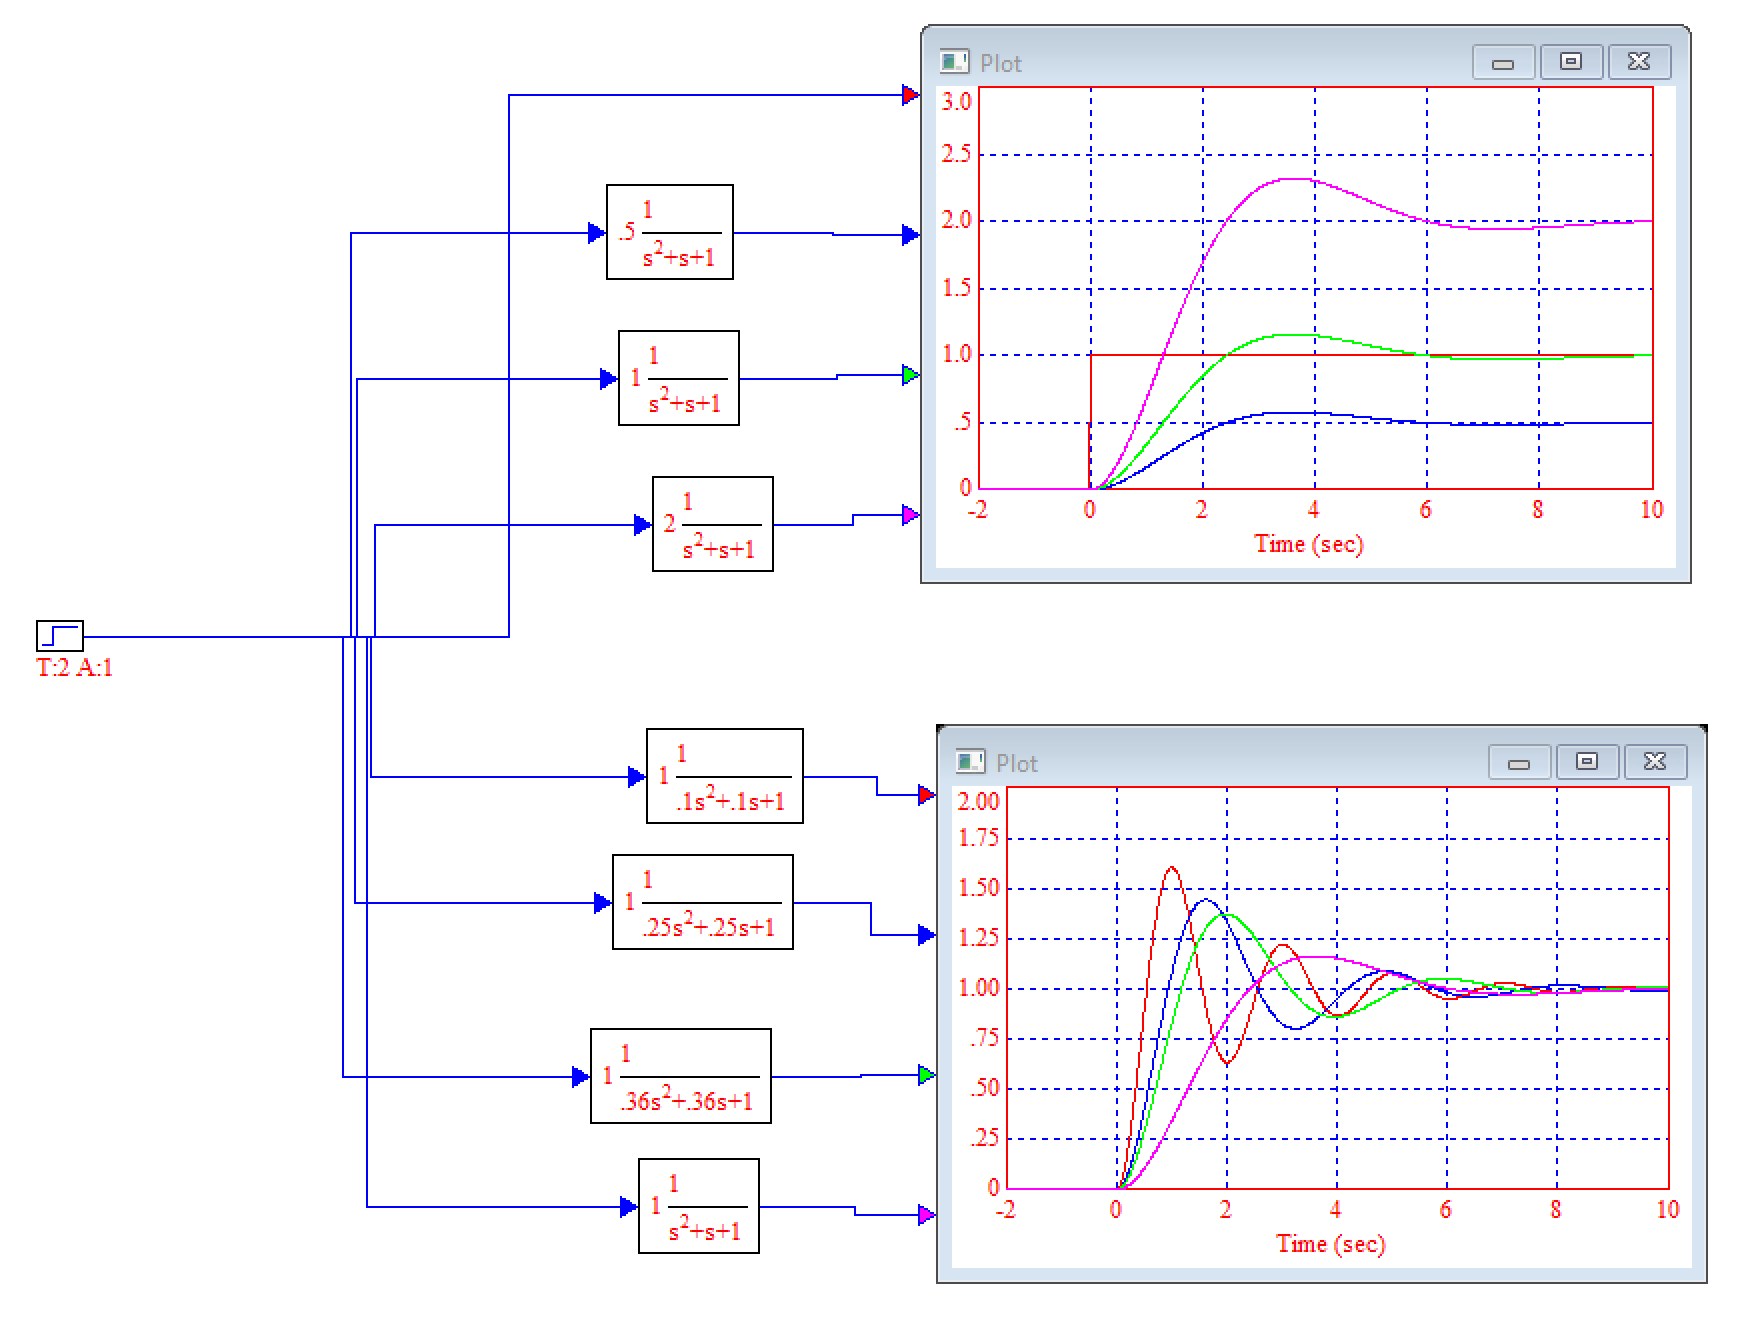 Plot
3.0
2.5
2.0
1.5
1.0
.5
0
-2 0 2 4 6 8 10
Time (sec)
.5 1
s²+s+1
1 1
s²+s+1
2 1
s²+s+1
T:2 A:1
Plot
2.00
1.75
1.50
1.25
1.00
.75
.50
.25
0
-2 0 2 4 6 8 10
Time (sec)
1 1
.1s²+.1s+1
1 1
.25s²+.25s+1
1 1
.36s²+.36s+1
1 1
s²+s+1